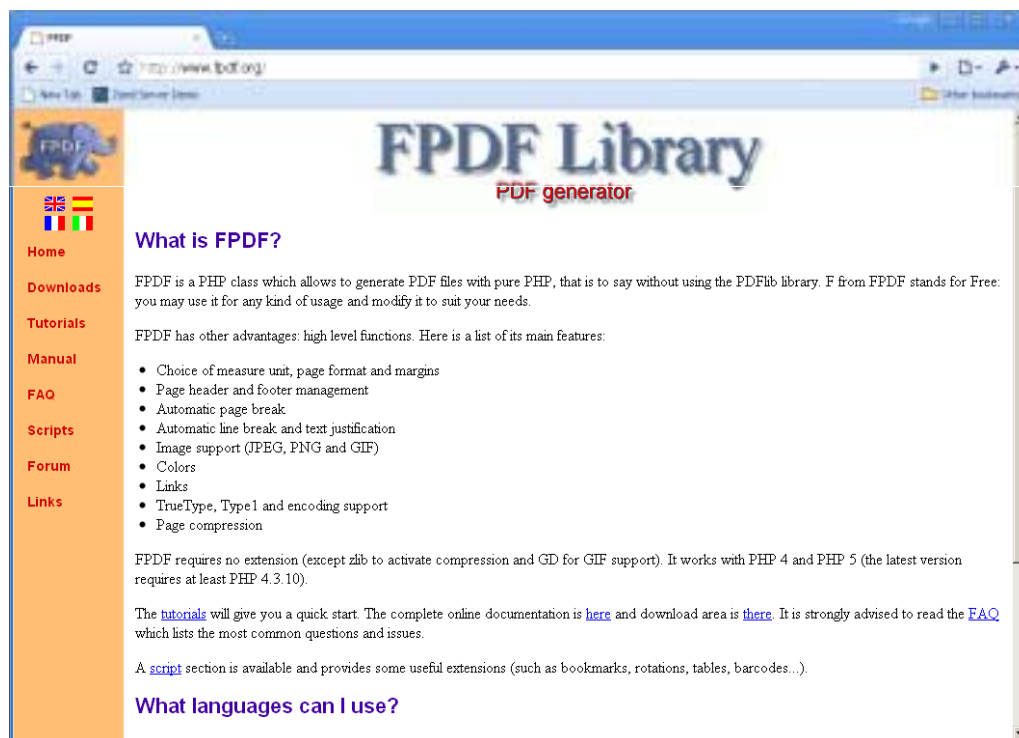 FPDF
http://www.fpdf.org/
New Tab
Zend Server Demo
Other bookmarks
FPDF
FPDF Library
PDF generator
Home
Downloads
Tutorials
Manual
FAQ
Scripts
Forum
Links
What is FPDF?
FPDF is a PHP class which allows to generate PDF files with pure PHP, that is to say without using the PDFlib library. F from FPDF stands for Free:
you may use it for any kind of usage and modify it to suit your needs.
FPDF has other advantages: high level functions. Here is a list of its main features:
• Choice of measure unit, page format and margins
• Page header and footer management
• Automatic page break
• Automatic line break and text justification
• Image support (JPEG, PNG and GIF)
• Colors
• Links
• TrueType, Type1 and encoding support
• Page compression
FPDF requires no extension (except zlib to activate compression and GD for GIF support). It works with PHP 4 and PHP 5 (the latest version
requires at least PHP 4.3.10).
The tutorials will give you a quick start. The complete online documentation is here and download area is there. It is strongly advised to read the FAQ
which lists the most common questions and issues.
A script section is available and provides some useful extensions (such as bookmarks, rotations, tables, barcodes...).
What languages can I use?